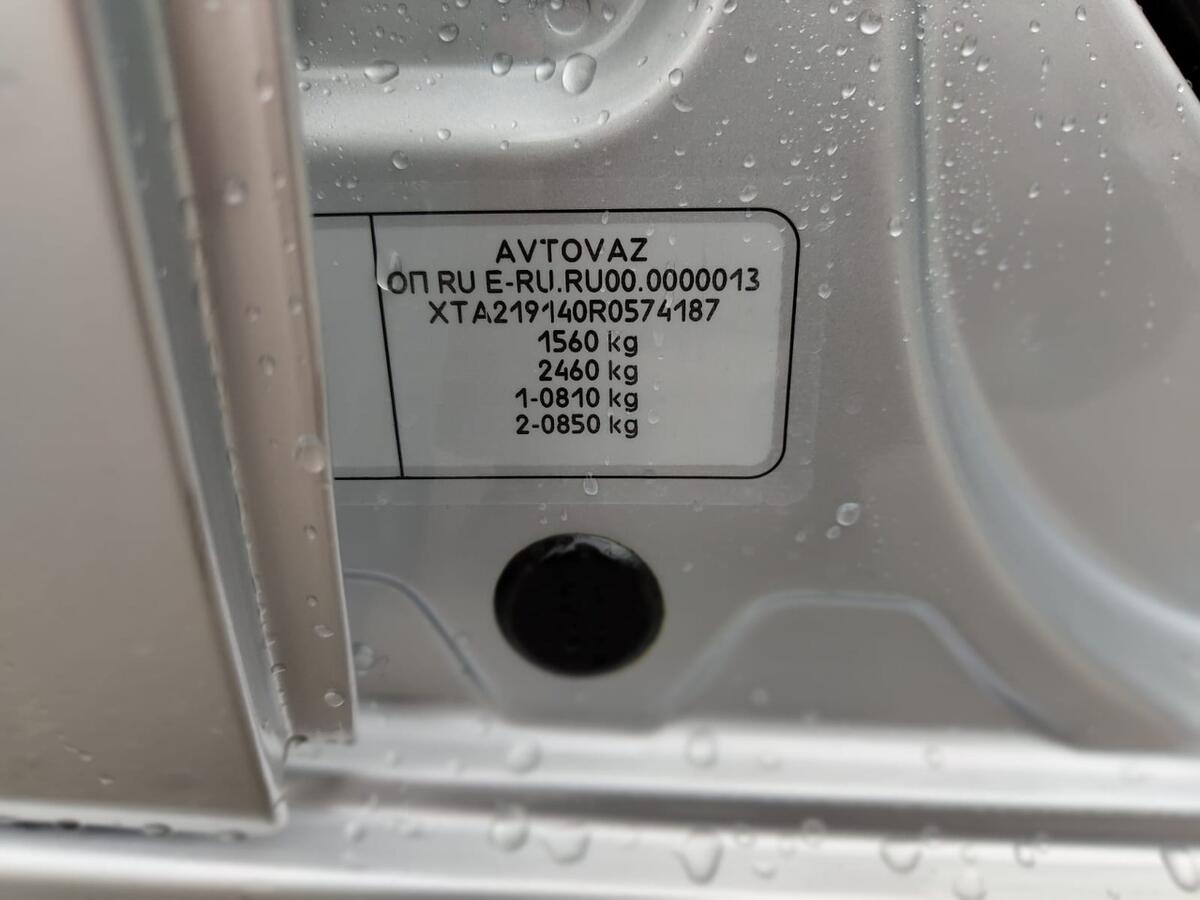 AVTOVAZ
ОП RU E-RU.RU00.0000013
XTA219140R0574187
1560 kg
2460 kg
1-0810 kg
2-0850 kg